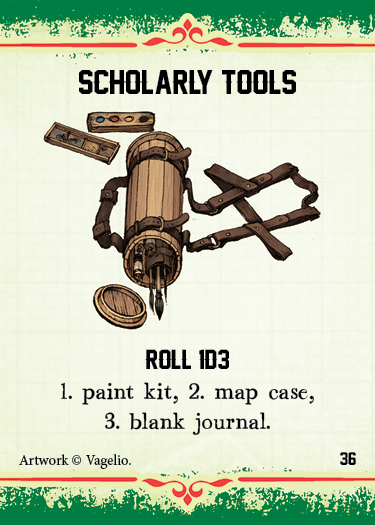 SCHOLARLY TOOLS
ROLL 1D3
1. paint kit, 2. map case,
3. blank journal.
Artwork © Vagelio.
36